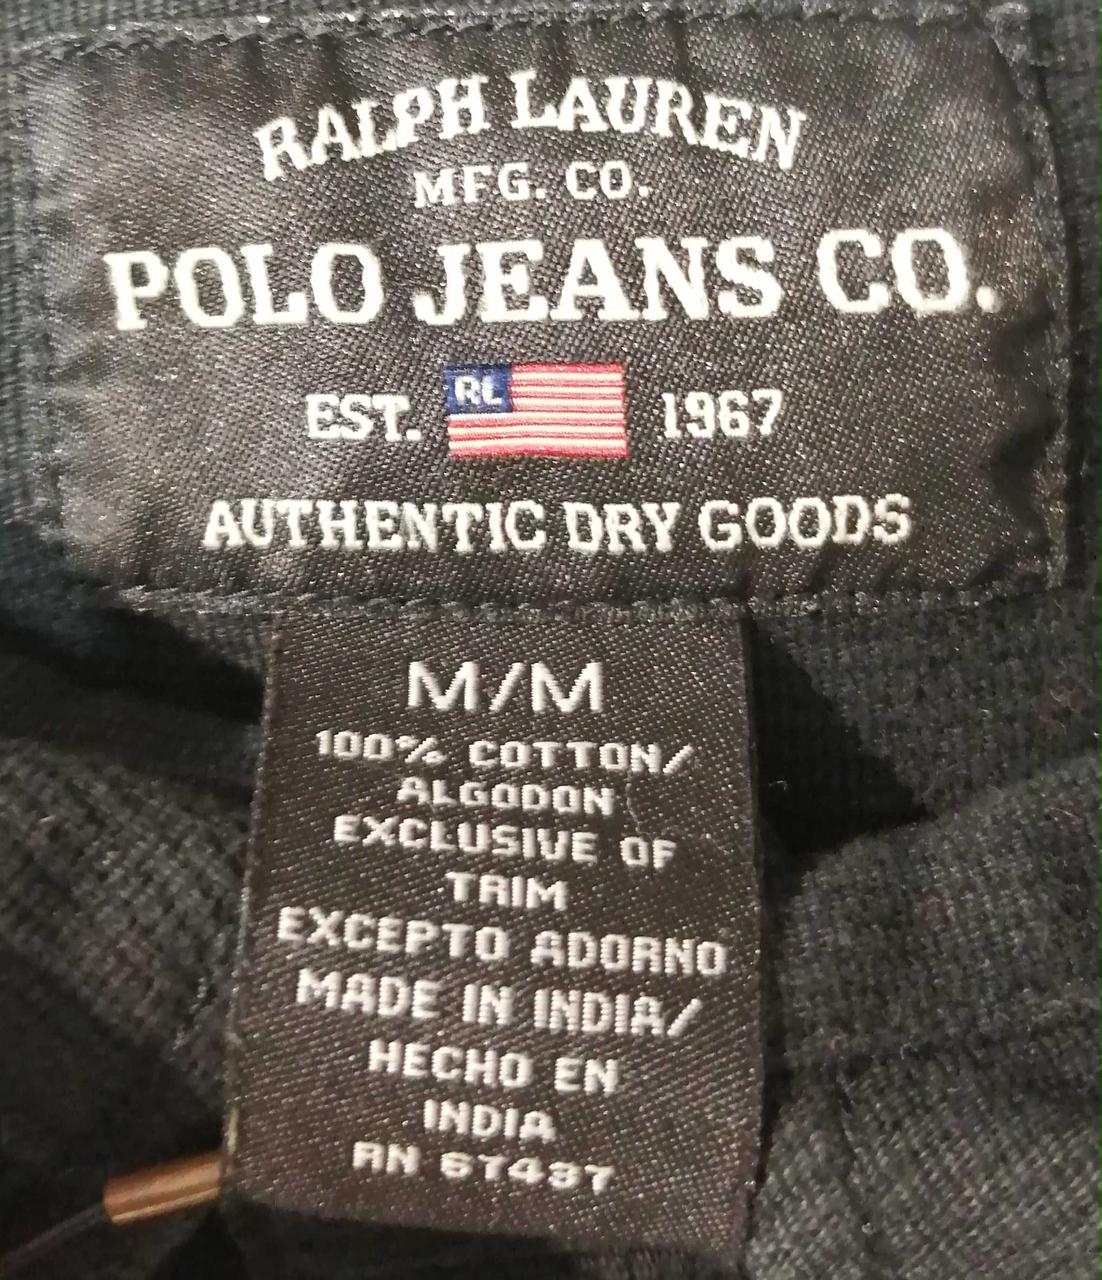 RALPH LAUREN
MFG. CO.
POLO JEANS CO.
EST. RL 1967
AUTHENTIC DRY GOODS
M/M
100% COTTON/
ALGODON
EXCLUSIVE OF
TRIM
EXCEPTO ADORNO
MADE IN INDIA/
HECHO EN
INDIA
RN 67497